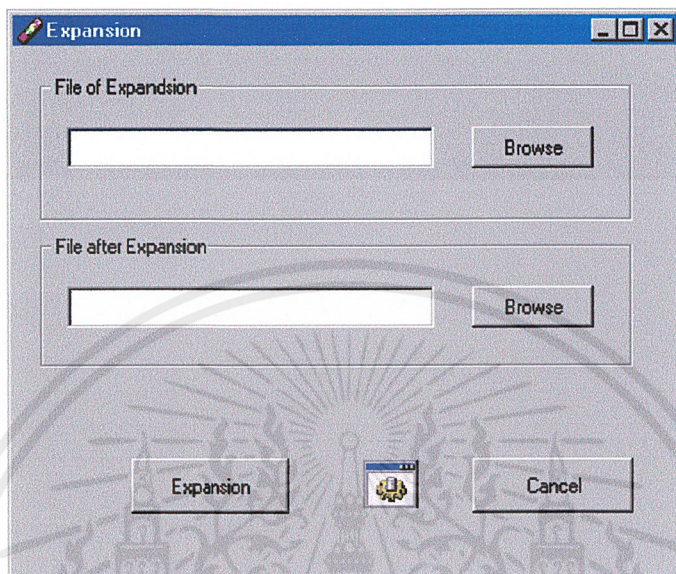 Expansion
File of Expandsion
Browse
File after Expansion
Browse
Expansion
Cancel